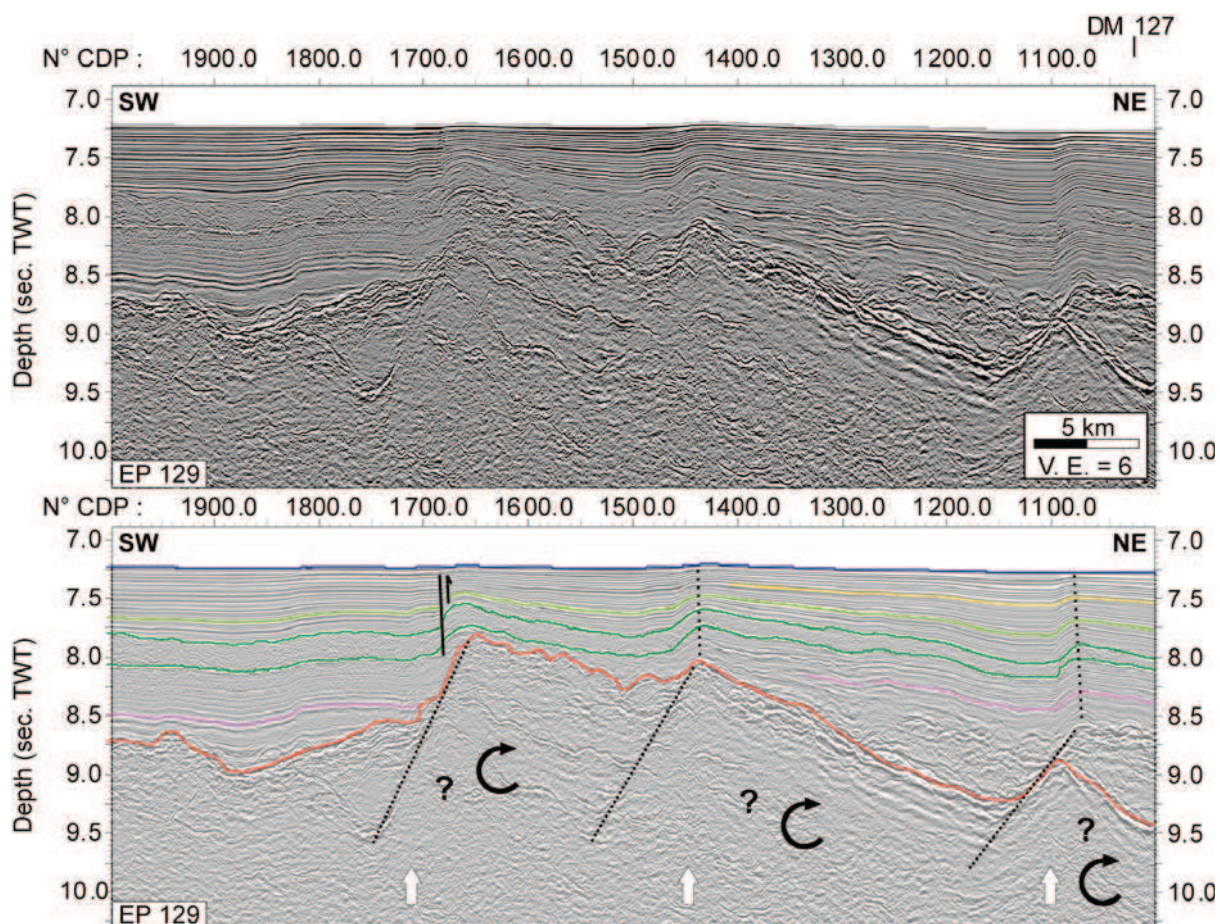 DM 127
N° CDP : 1900.0 1800.0 1700.0 1600.0 1500.0 1400.0 1300.0 1200.0 1100.0
7.0 SW NE 7.0
7.5 7.5
8.0 8.0
8.5 8.5
9.0 9.0
9.5 9.5
10.0 10.0
Depth (sec. TWT)
5 km
V. E. = 6
EP 129
N° CDP : 1900.0 1800.0 1700.0 1600.0 1500.0 1400.0 1300.0 1200.0 1100.0
7.0 SW NE 7.0
7.5 7.5
8.0 8.0
8.5 8.5
9.0 ? ? ? 9.0
9.5 9.5
10.0 10.0
Depth (sec. TWT)
EP 129